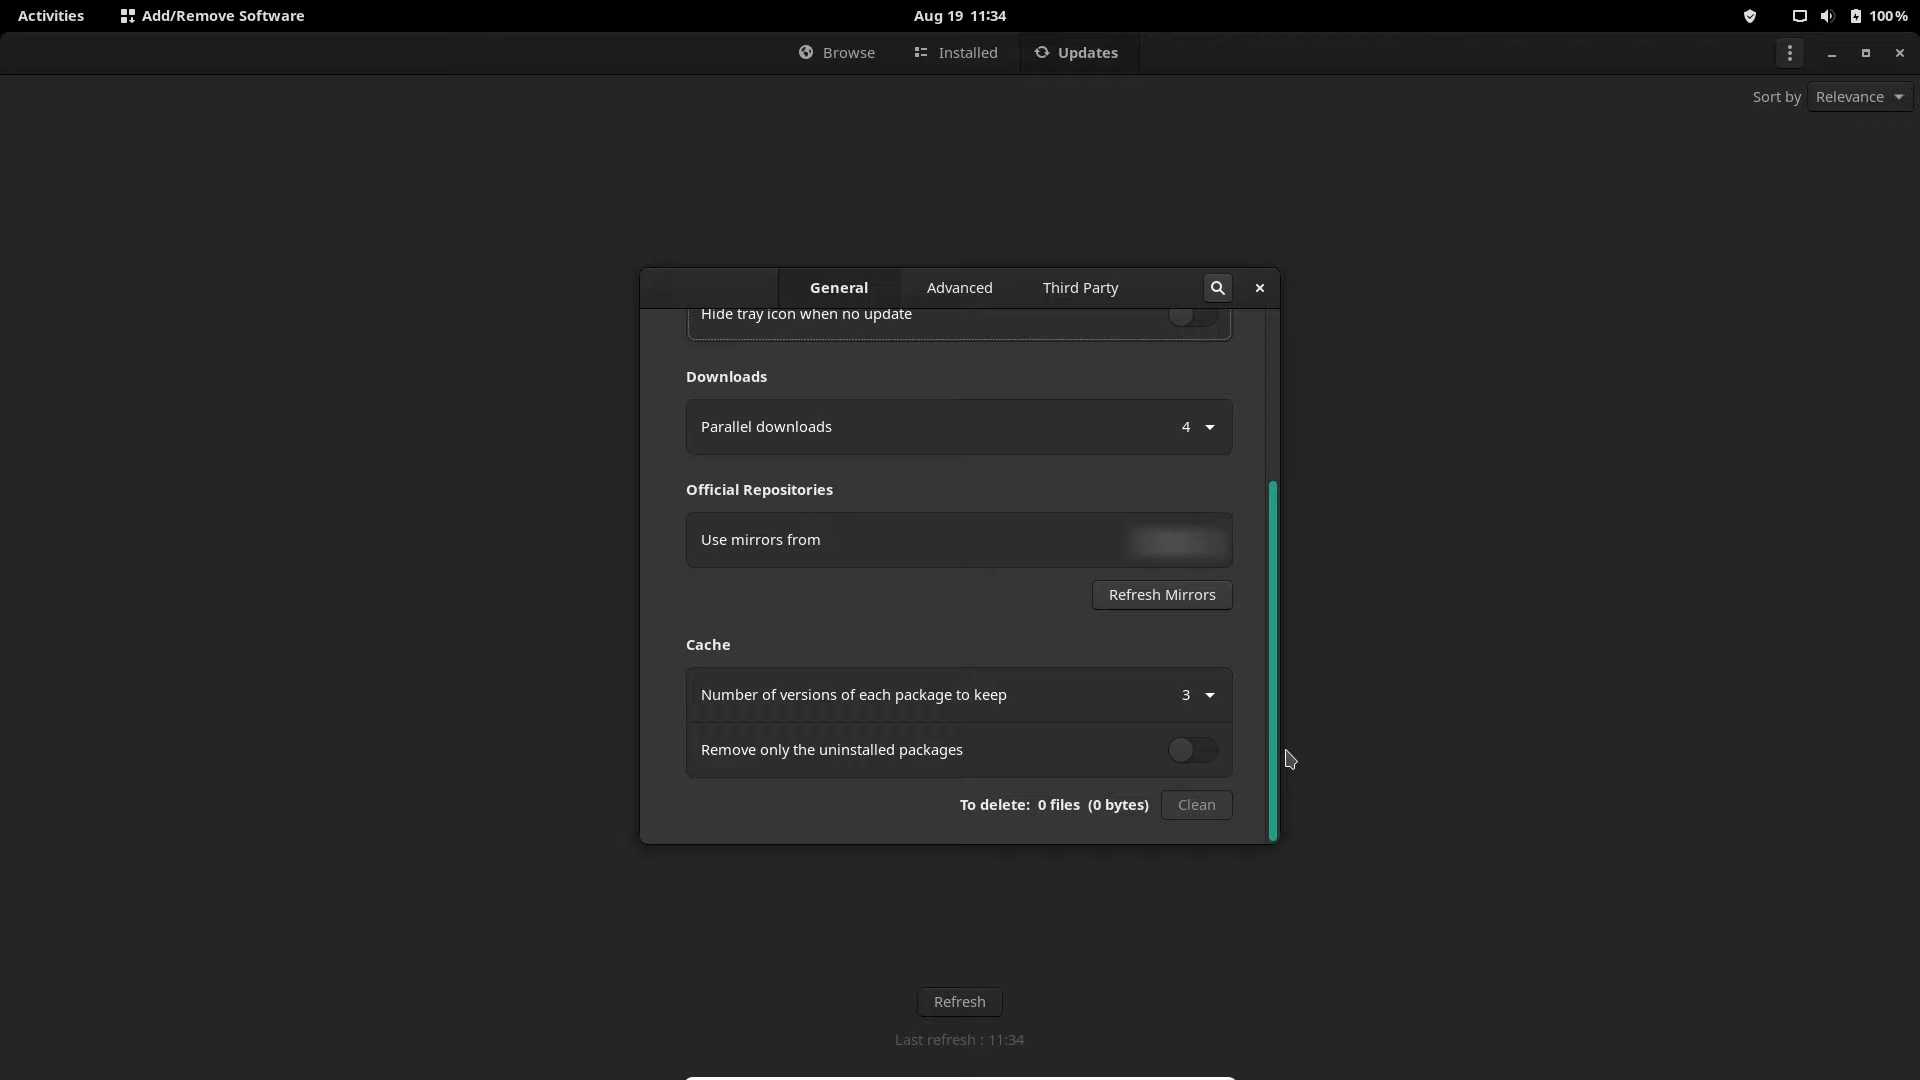 Activities Add/Remove Software Aug 19 11:34 100%
Browse Installed Updates
Sort by Relevance
General Advanced Third Party
Hide tray icon when no update
Downloads
Parallel downloads 4
Official Repositories
Use mirrors from
Refresh Mirrors
Cache
Number of versions of each package to keep 3
Remove only the uninstalled packages
To delete: 0 files (0 bytes) Clean
Refresh
Last refresh : 11:34